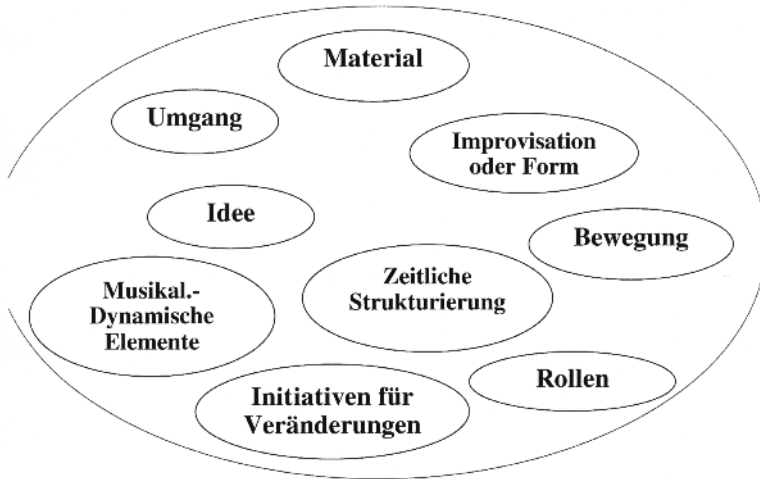 Material
Umgang
Improvisation
oder Form
Idee
Bewegung
Zeitliche
Strukturierung
Musikal.-
Dynamische
Elemente
Rollen
Initiativen für
Veränderungen